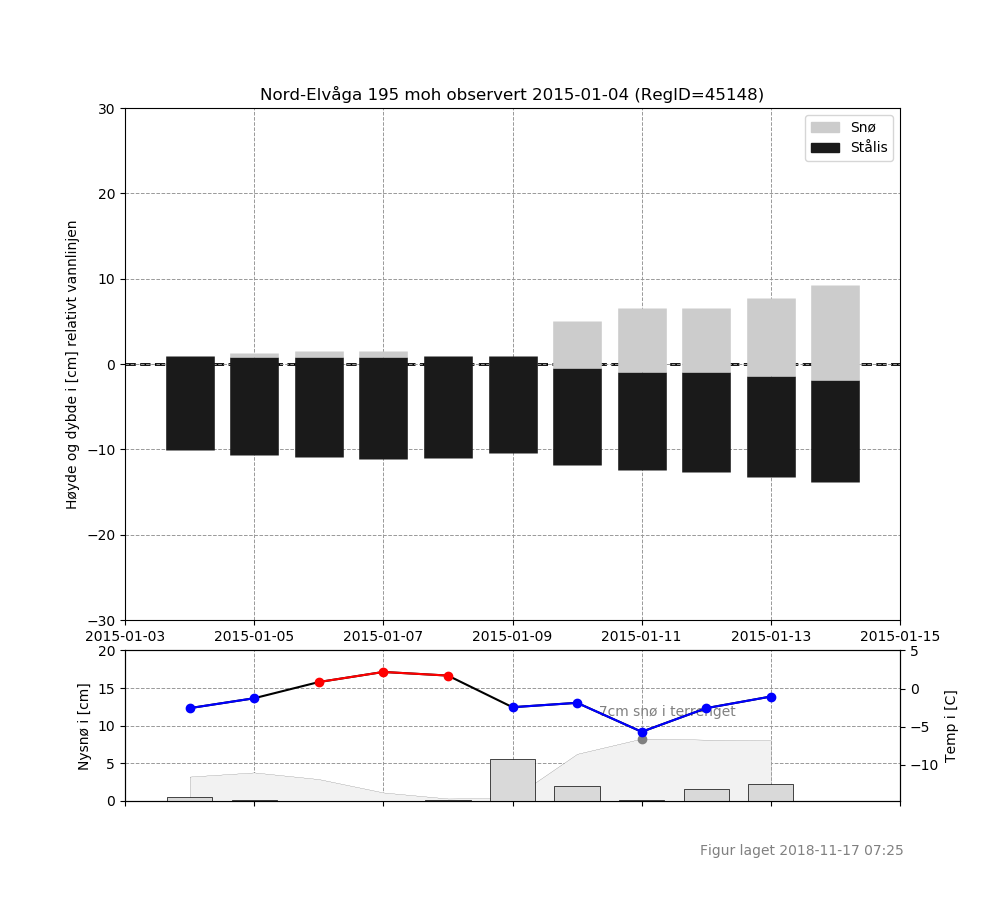 Nord-Elvåga 195 moh observert 2015-01-04 (RegID=45148)
Snø
Stålis
Høyde og dybde i [cm] relativt vannlinjen
30
20
10
0
−10
−20
−30
2015-01-03 2015-01-05 2015-01-07 2015-01-09 2015-01-11 2015-01-13 2015-01-15
Nysnø i [cm]
20
15
10
5
0
7cm snø i terrenget
5
0
−5
−10
Temp i [C]
Figur laget 2018-11-17 07:25